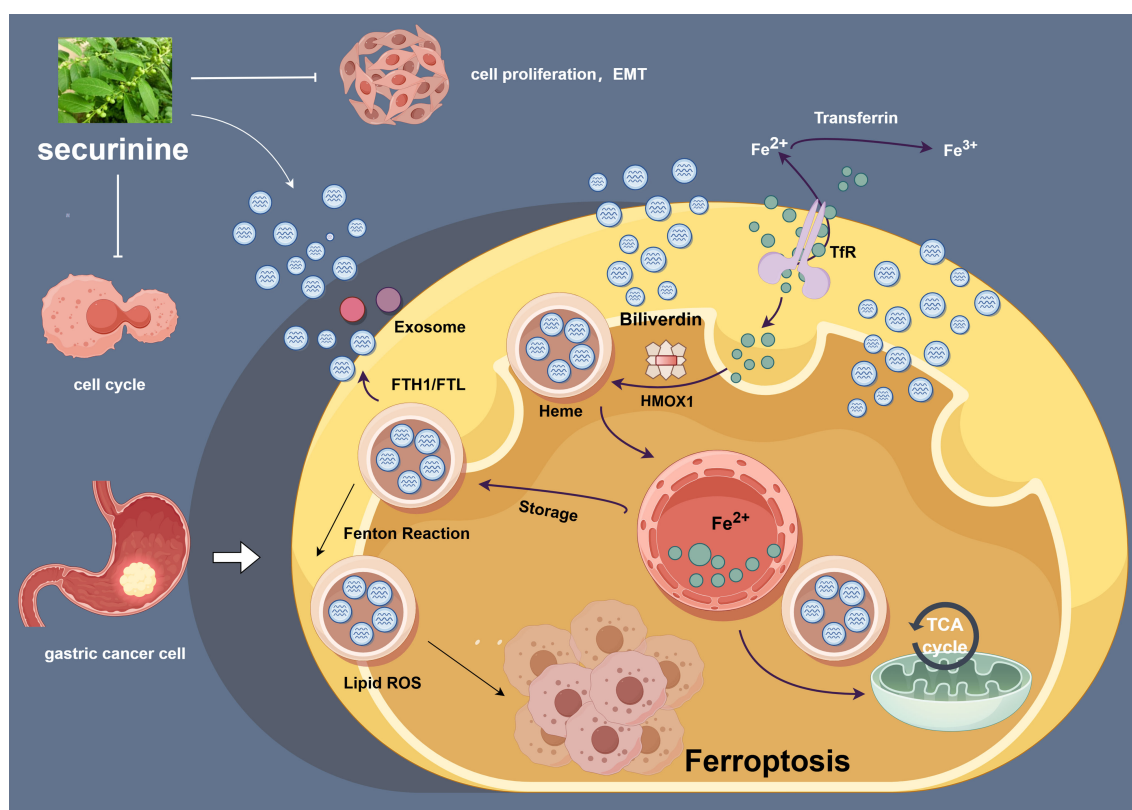 cell proliferation, EMT
securinine
Transferrin
Fe2+
Fe3+
TfR
cell cycle
Exosome
Biliverdin
FTH1/FTL
Heme
HMOX1
Storage
Fe2+
Fenton Reaction
TCA
cycle
gastric cancer cell
Lipid ROS
Ferroptosis